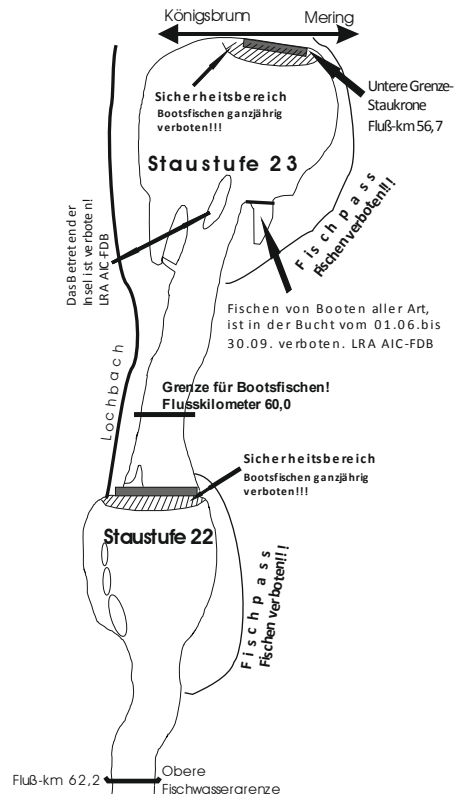 Königsbrunn
Mering
Sicherheitsbereich
Bootsfischen ganzjährig
verboten!!!
Untere Grenze-
Staukrone
Fluß-km 56,7
Staustufe 23
Fischpass
Fischen verboten!!!
Das Betreten der
Insel ist verboten!
LRA AIC-FDB
Fischen von Booten aller Art,
ist in der Bucht vom 01.06.bis
30.09. verboten. LRA AIC-FDB
Lochbach
Grenze für Bootsfischen!
Flusskilometer 60,0
Sicherheitsbereich
Bootsfischen ganzjährig
verboten!!!
Staustufe 22
Fischpass
Fischen verboten!!!
Fluß-km 62,2
Obere
Fischwassergrenze